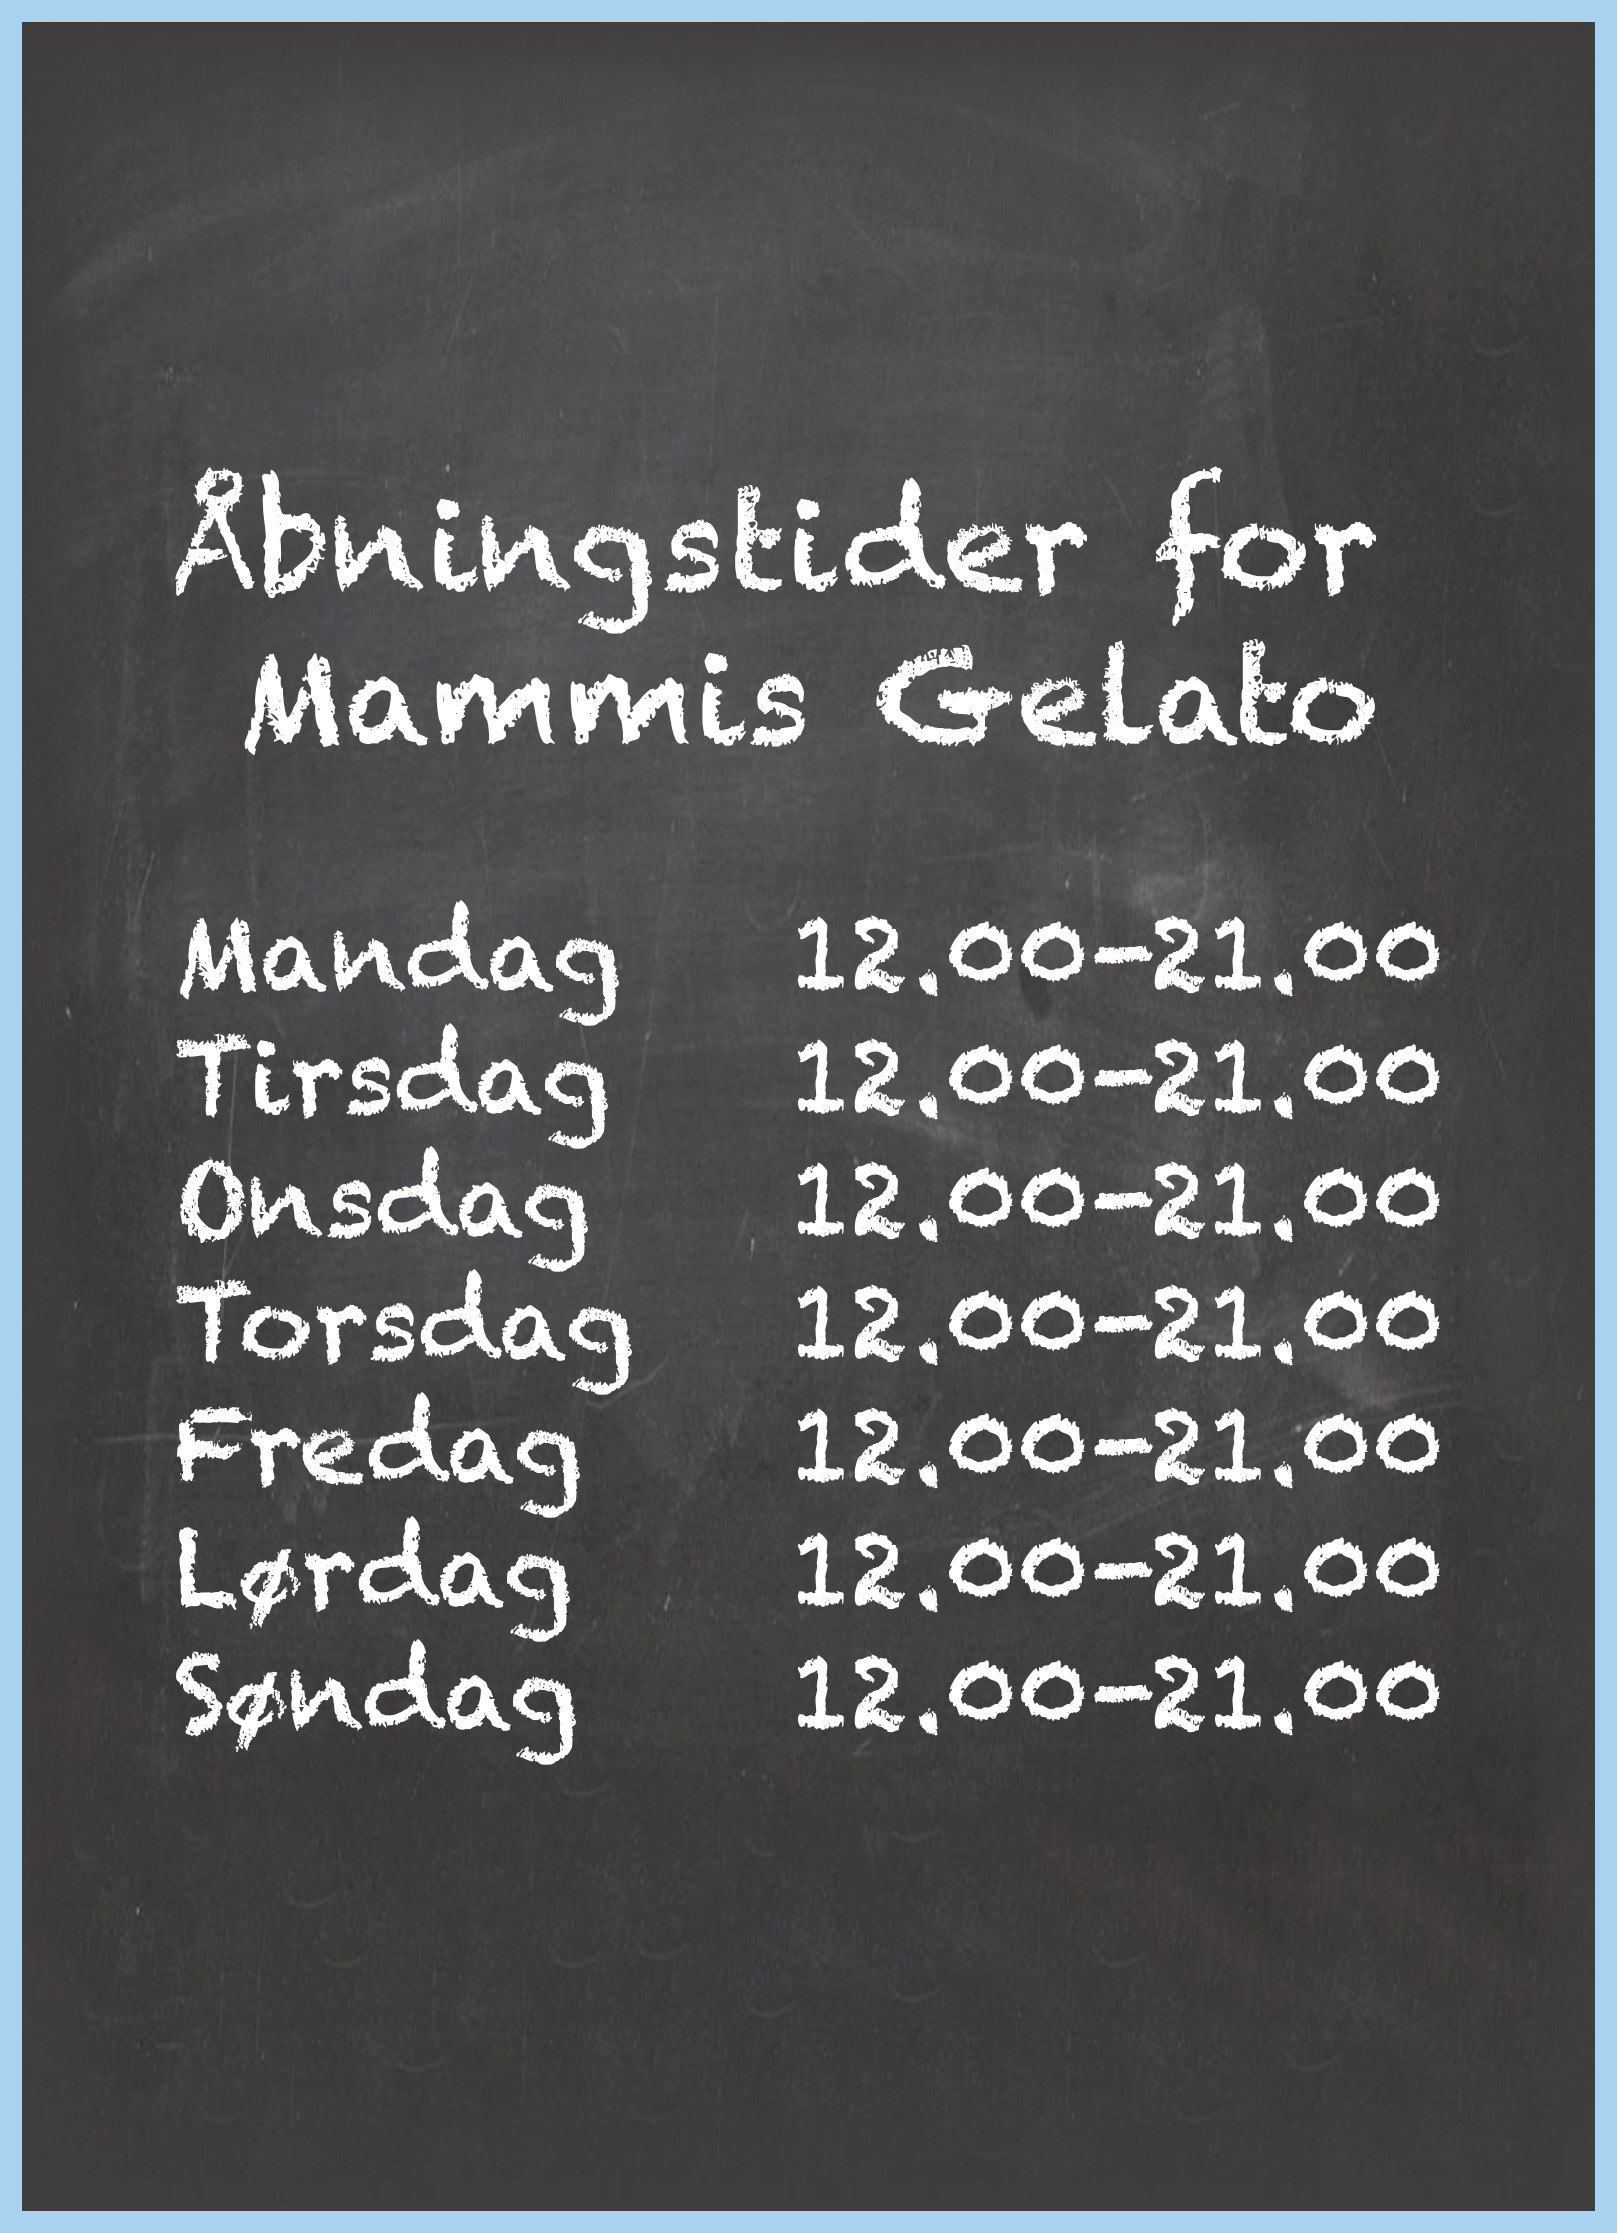 Åbningstider for
Mammis Gelato
Mandag 12.00-21.00
Tirsdag 12.00-21.00
Onsdag 12.00-21.00
Torsdag 12.00-21.00
Fredag 12.00-21.00
Lørdag 12.00-21.00
Søndag 12.00-21.00